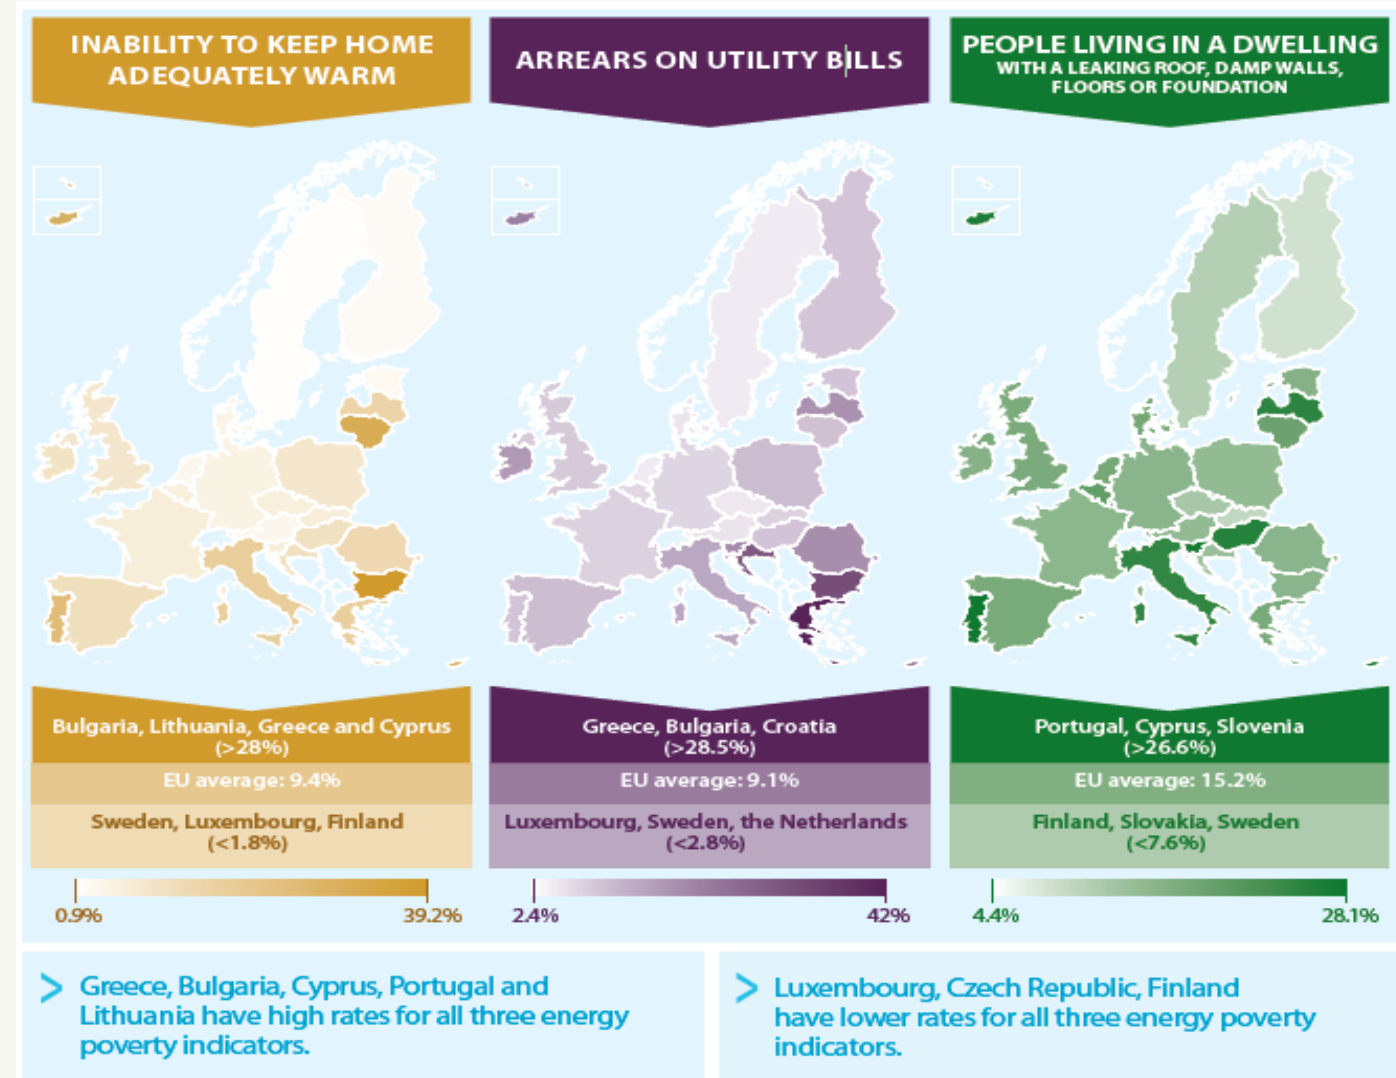 INABILITY TO KEEP HOME
ADEQUATELY WARM
ARREARS ON UTILITY BILLS
PEOPLE LIVING IN A DWELLING
WITH A LEAKING ROOF, DAMP WALLS,
FLOORS OR FOUNDATION
Bulgaria, Lithuania, Greece and Cyprus
(>28%)
EU average: 9.4%
Sweden, Luxembourg, Finland
(<1.8%)
0.9%
39.2%
Greece, Bulgaria, Croatia
(>28.5%)
EU average: 9.1%
Luxembourg, Sweden, the Netherlands
(<2.8%)
2.4%
42%
Portugal, Cyprus, Slovenia
(>26.6%)
EU average: 15.2%
Finland, Slovakia, Sweden
(<7.6%)
4.4%
28.1%
> Greece, Bulgaria, Cyprus, Portugal and
Lithuania have high rates for all three energy
poverty indicators.
> Luxembourg, Czech Republic, Finland
have lower rates for all three energy poverty
indicators.